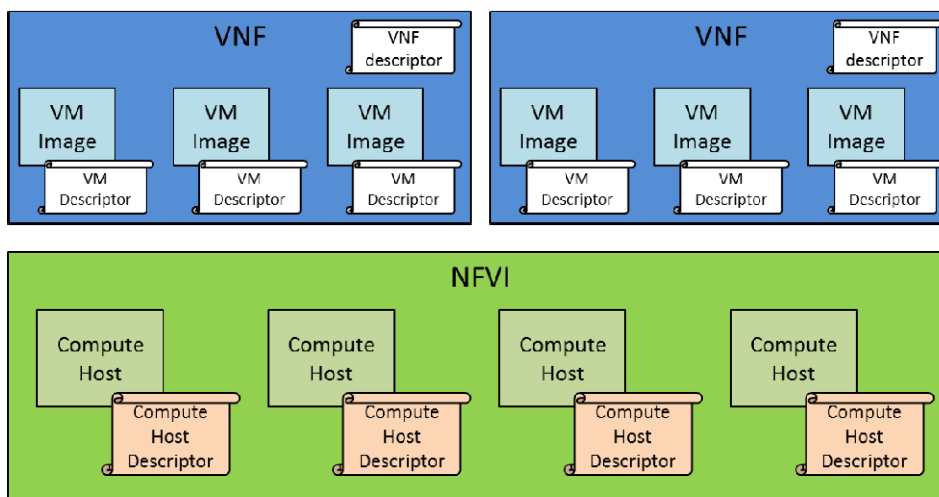 VNF
VNF
descriptor
VM
Image
VM
Image
VM
Image
VM
Descriptor
VM
Descriptor
VM
Descriptor
VNF
VNF
descriptor
VM
Image
VM
Image
VM
Image
VM
Descriptor
VM
Descriptor
VM
Descriptor
NFVI
Compute
Host
Compute
Host
Compute
Host
Compute
Host
Compute
Host
Descriptor
Compute
Host
Descriptor
Compute
Host
Descriptor
Compute
Host
Descriptor